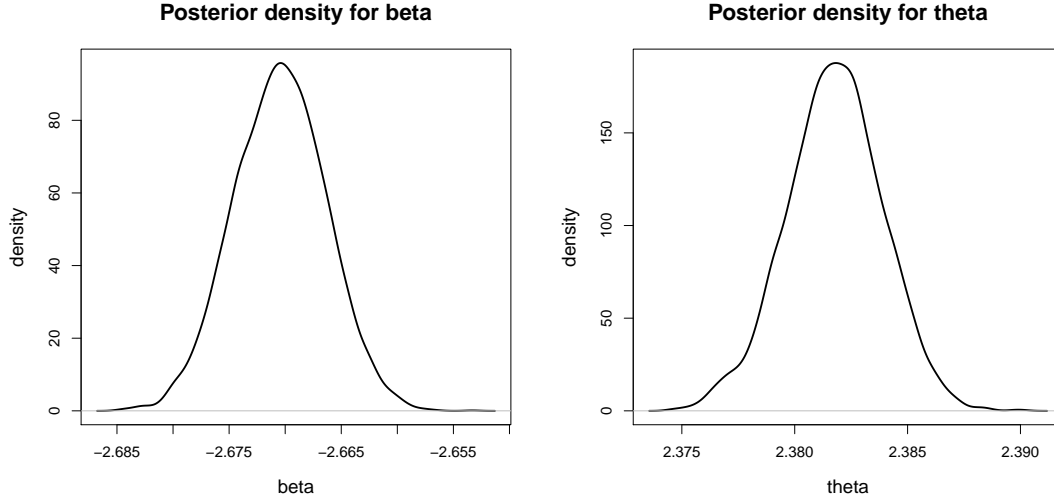 Posterior density for beta
density
0
20
40
60
80
−2.685
−2.675
−2.665
−2.655
beta
Posterior density for theta
density
0
50
100
150
2.375
2.380
2.385
2.390
theta